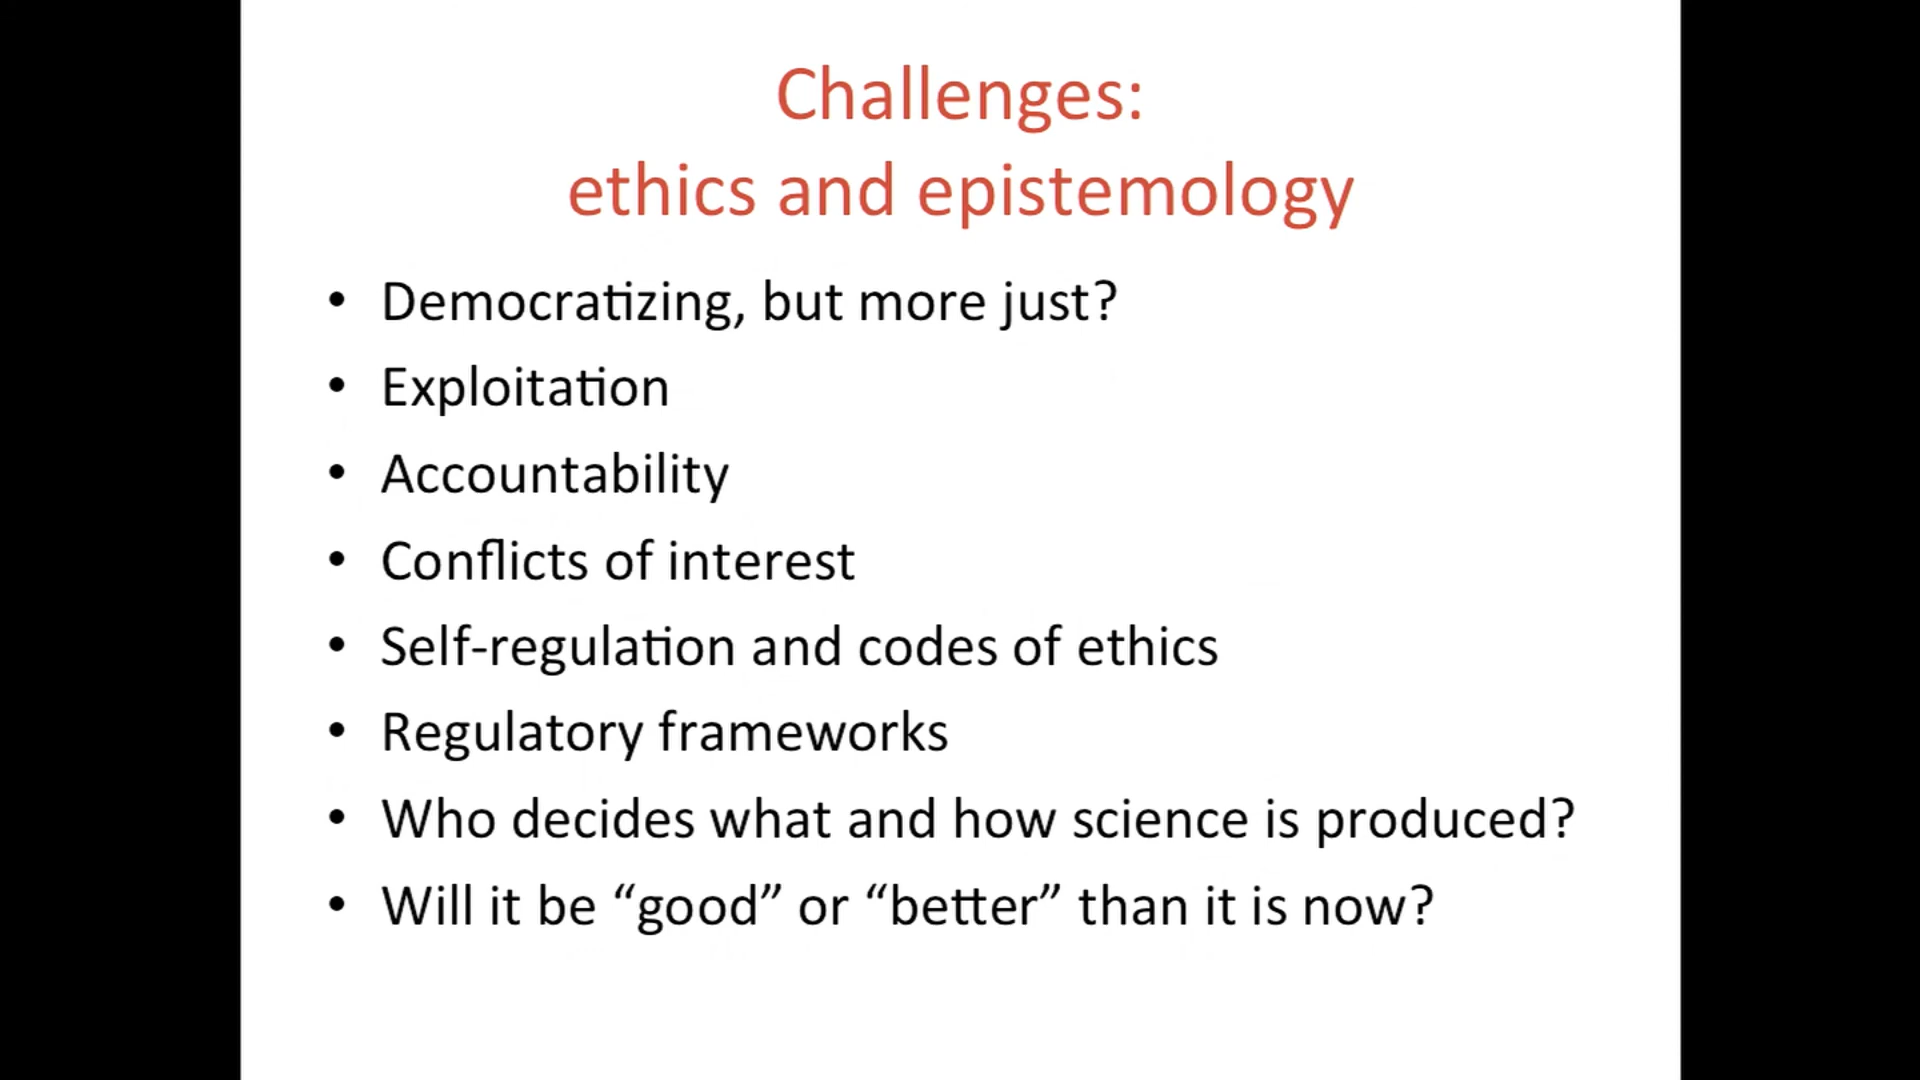 Challenges:
ethics and epistemology
• Democratizing, but more just?
• Exploitation
• Accountability
• Conflicts of interest
• Self-regulation and codes of ethics
• Regulatory frameworks
• Who decides what and how science is produced?
• Will it be “good” or “better” than it is now?